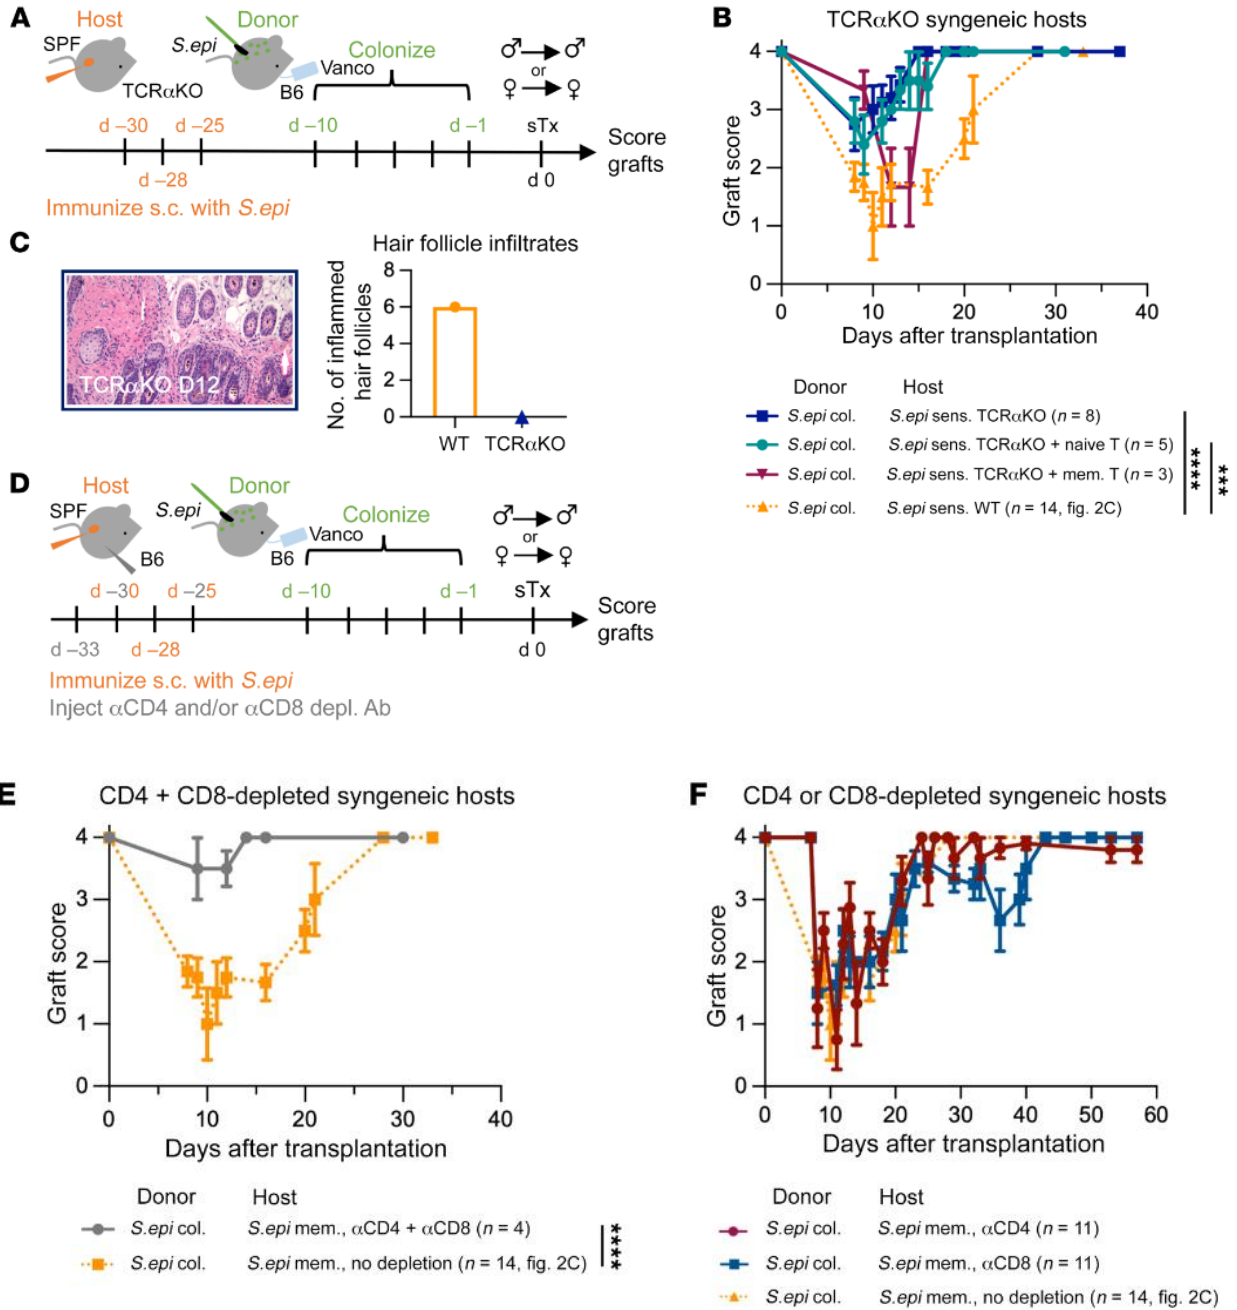 A
Host
Donor
SPF
S.epi
Colonize
♂ → ♂
or
♀ → ♀
Vanco
TCRαKO
B6
d –30
d –25
d –10
d –1
sTx
Score
grafts
d –28
d 0
Immunize s.c. with S.epi
B
TCRαKO syngeneic hosts
4
3
2
1
0
Graft score
0
10
20
30
40
Days after transplantation
Donor
Host
S.epi col.
S.epi sens. TCRαKO (n = 8)
S.epi col.
S.epi sens. TCRαKO + naive T (n = 5)
S.epi col.
S.epi sens. TCRαKO + mem. T (n = 3)
S.epi col.
S.epi sens. WT (n = 14, fig. 2C)
****
***
C
TCRαKO D12
Hair follicle infiltrates
No. of inflammed
hair follicles
8
6
4
2
0
WT
TCRαKO
D
Host
Donor
SPF
S.epi
Colonize
♂ → ♂
or
♀ → ♀
Vanco
B6
B6
d –30
d –25
d –10
d –1
sTx
Score
grafts
d –33
d –28
d 0
Immunize s.c. with S.epi
Inject αCD4 and/or αCD8 depl. Ab
E
CD4 + CD8-depleted syngeneic hosts
4
3
2
1
0
Graft score
0
10
20
30
40
Days after transplantation
Donor
Host
S.epi col.
S.epi mem., αCD4 + αCD8 (n = 4)
S.epi col.
S.epi mem., no depletion (n = 14, fig. 2C)
****
F
CD4 or CD8-depleted syngeneic hosts
4
3
2
1
0
Graft score
0
10
20
30
40
50
60
Days after transplantation
Donor
Host
S.epi col.
S.epi mem., αCD4 (n = 11)
S.epi col.
S.epi mem., αCD8 (n = 11)
S.epi col.
S.epi mem., no depletion (n = 14, fig. 2C)